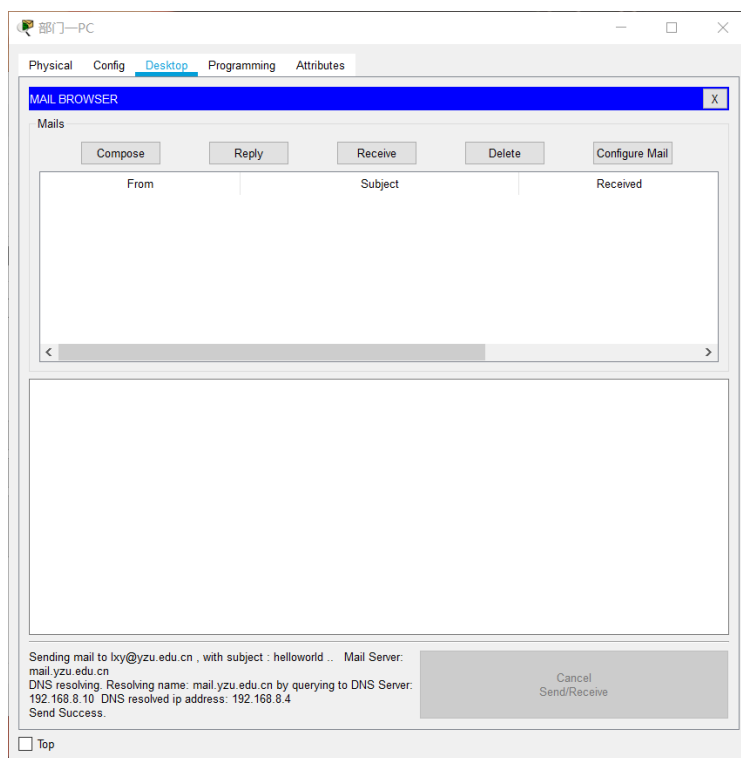 部门一PC
Physical Config Desktop Programming Attributes
MAIL BROWSER X
Mails
Compose Reply Receive Delete Configure Mail
From Subject Received
Sending mail to lxy@yzu.edu.cn , with subject : helloworld .. Mail Server:
mail.yzu.edu.cn
DNS resolving. Resolving name: mail.yzu.edu.cn by querying to DNS Server:
192.168.8.10 DNS resolved ip address: 192.168.8.4
Send Success.
Cancel
Send/Receive
Top